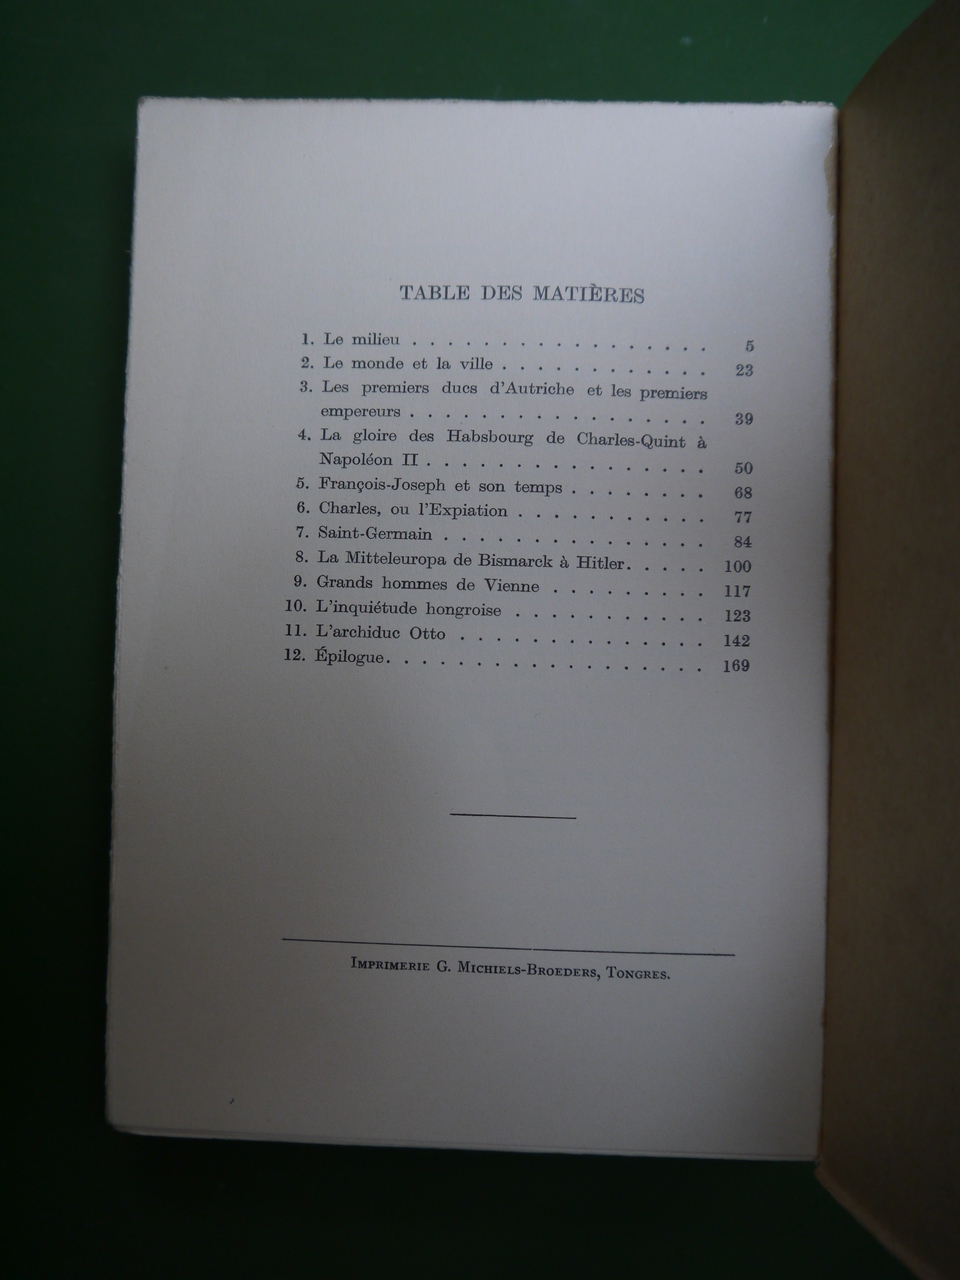 TABLE DES MATIÈRES
1. Le milieu . . . . . . . . . . . . . . . . . 5
2. Le monde et la ville . . . . . . . . . . . . 23
3. Les premiers ducs d'Autriche et les premiers
empereurs . . . . . . . . . . . . . . . . 39
4. La gloire des Habsbourg de Charles-Quint à
Napoléon II . . . . . . . . . . . . . . . 50
5. François-Joseph et son temps . . . . . . . . 68
6. Charles, ou l'Expiation . . . . . . . . . . . 77
7. Saint-Germain . . . . . . . . . . . . . . . 84
8. La Mitteleuropa de Bismarck à Hitler. . . . . 100
9. Grands hommes de Vienne . . . . . . . . . 117
10. L'inquiétude hongroise . . . . . . . . . . . 123
11. L'archiduc Otto . . . . . . . . . . . . . . 142
12. Épilogue. . . . . . . . . . . . . . . . . . 169
IMPRIMERIE G. MICHIELS-BROEDERS, TONGRES.